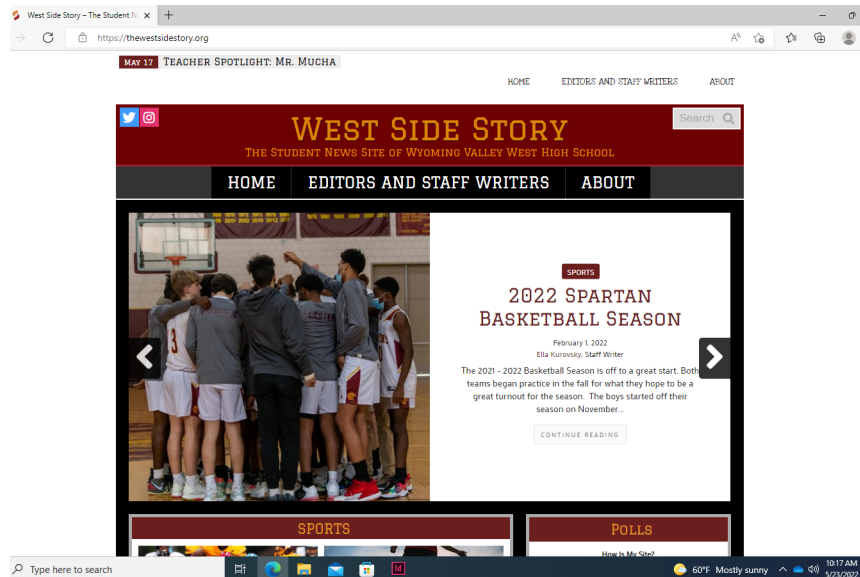 West Side Story – The Student N
https://thewestsidestory.org
MAY 17 TEACHER SPOTLIGHT: MR. MUCHA
HOME EDITORS AND STAFF WRITERS ABOUT
WEST SIDE STORY
THE STUDENT NEWS SITE OF WYOMING VALLEY WEST HIGH SCHOOL
Search
HOME EDITORS AND STAFF WRITERS ABOUT
SPORTS
2022 SPARTAN
BASKETBALL SEASON
February 1, 2022
Ella Kurovsky, Staff Writer
The 2021 - 2022 Basketball Season is off to a great start. Both
teams began practice in the fall for what they hope to be a
great turnout for the season. The boys started off their
season on November...
CONTINUE READING
3
SPORTS
POLLS
How Is My Site?
Type here to search
Id
60°F Mostly sunny
10:17 AM
5/23/2022